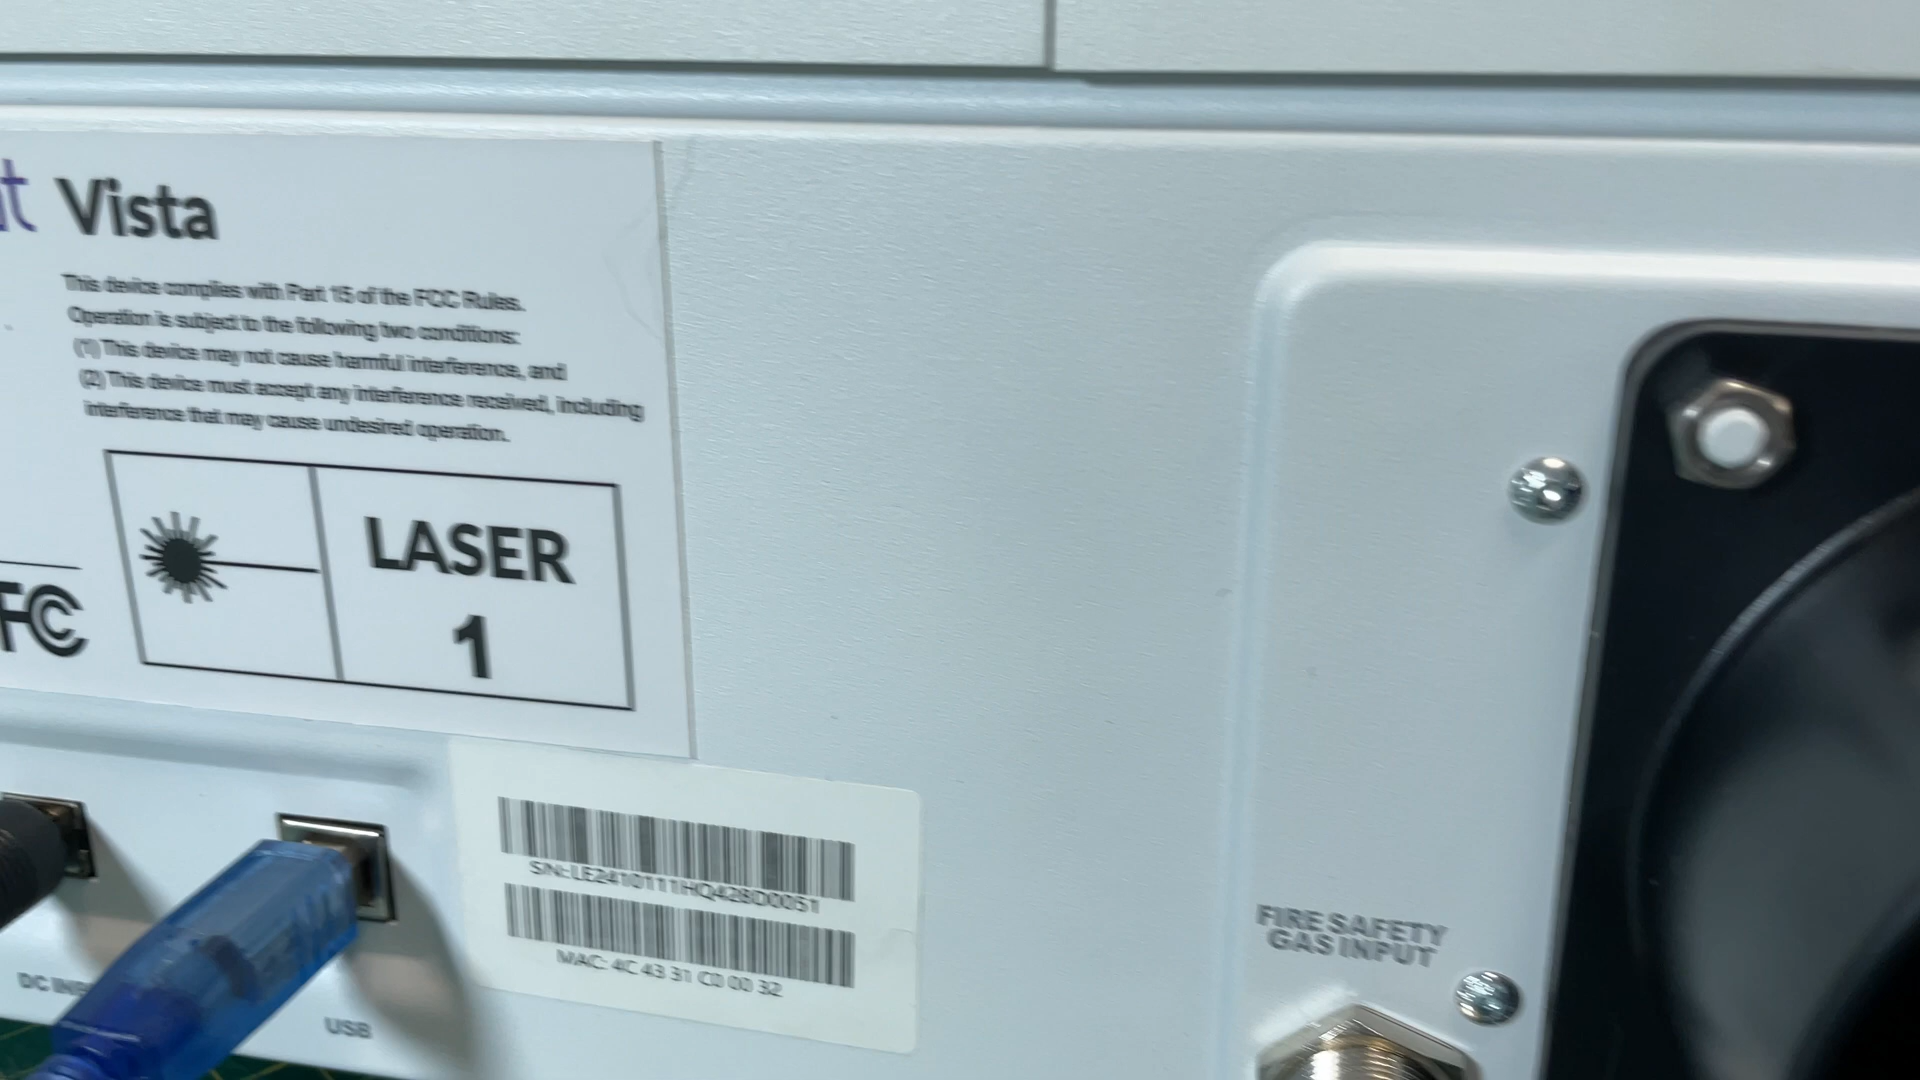 Vista
This device complies with Part 15 of the FCC Rules.
Operation is subject to the following two conditions:
(1) This device may not cause harmful interference, and
(2) This device must accept any interference received, including
interference that may cause undesired operation.
LASER
1
FC
SN:LE2410111HQ428D0051
MAC: 4C 43 31 C0 00 32
DC IN
USB
FIRE SAFETY
GAS INPUT